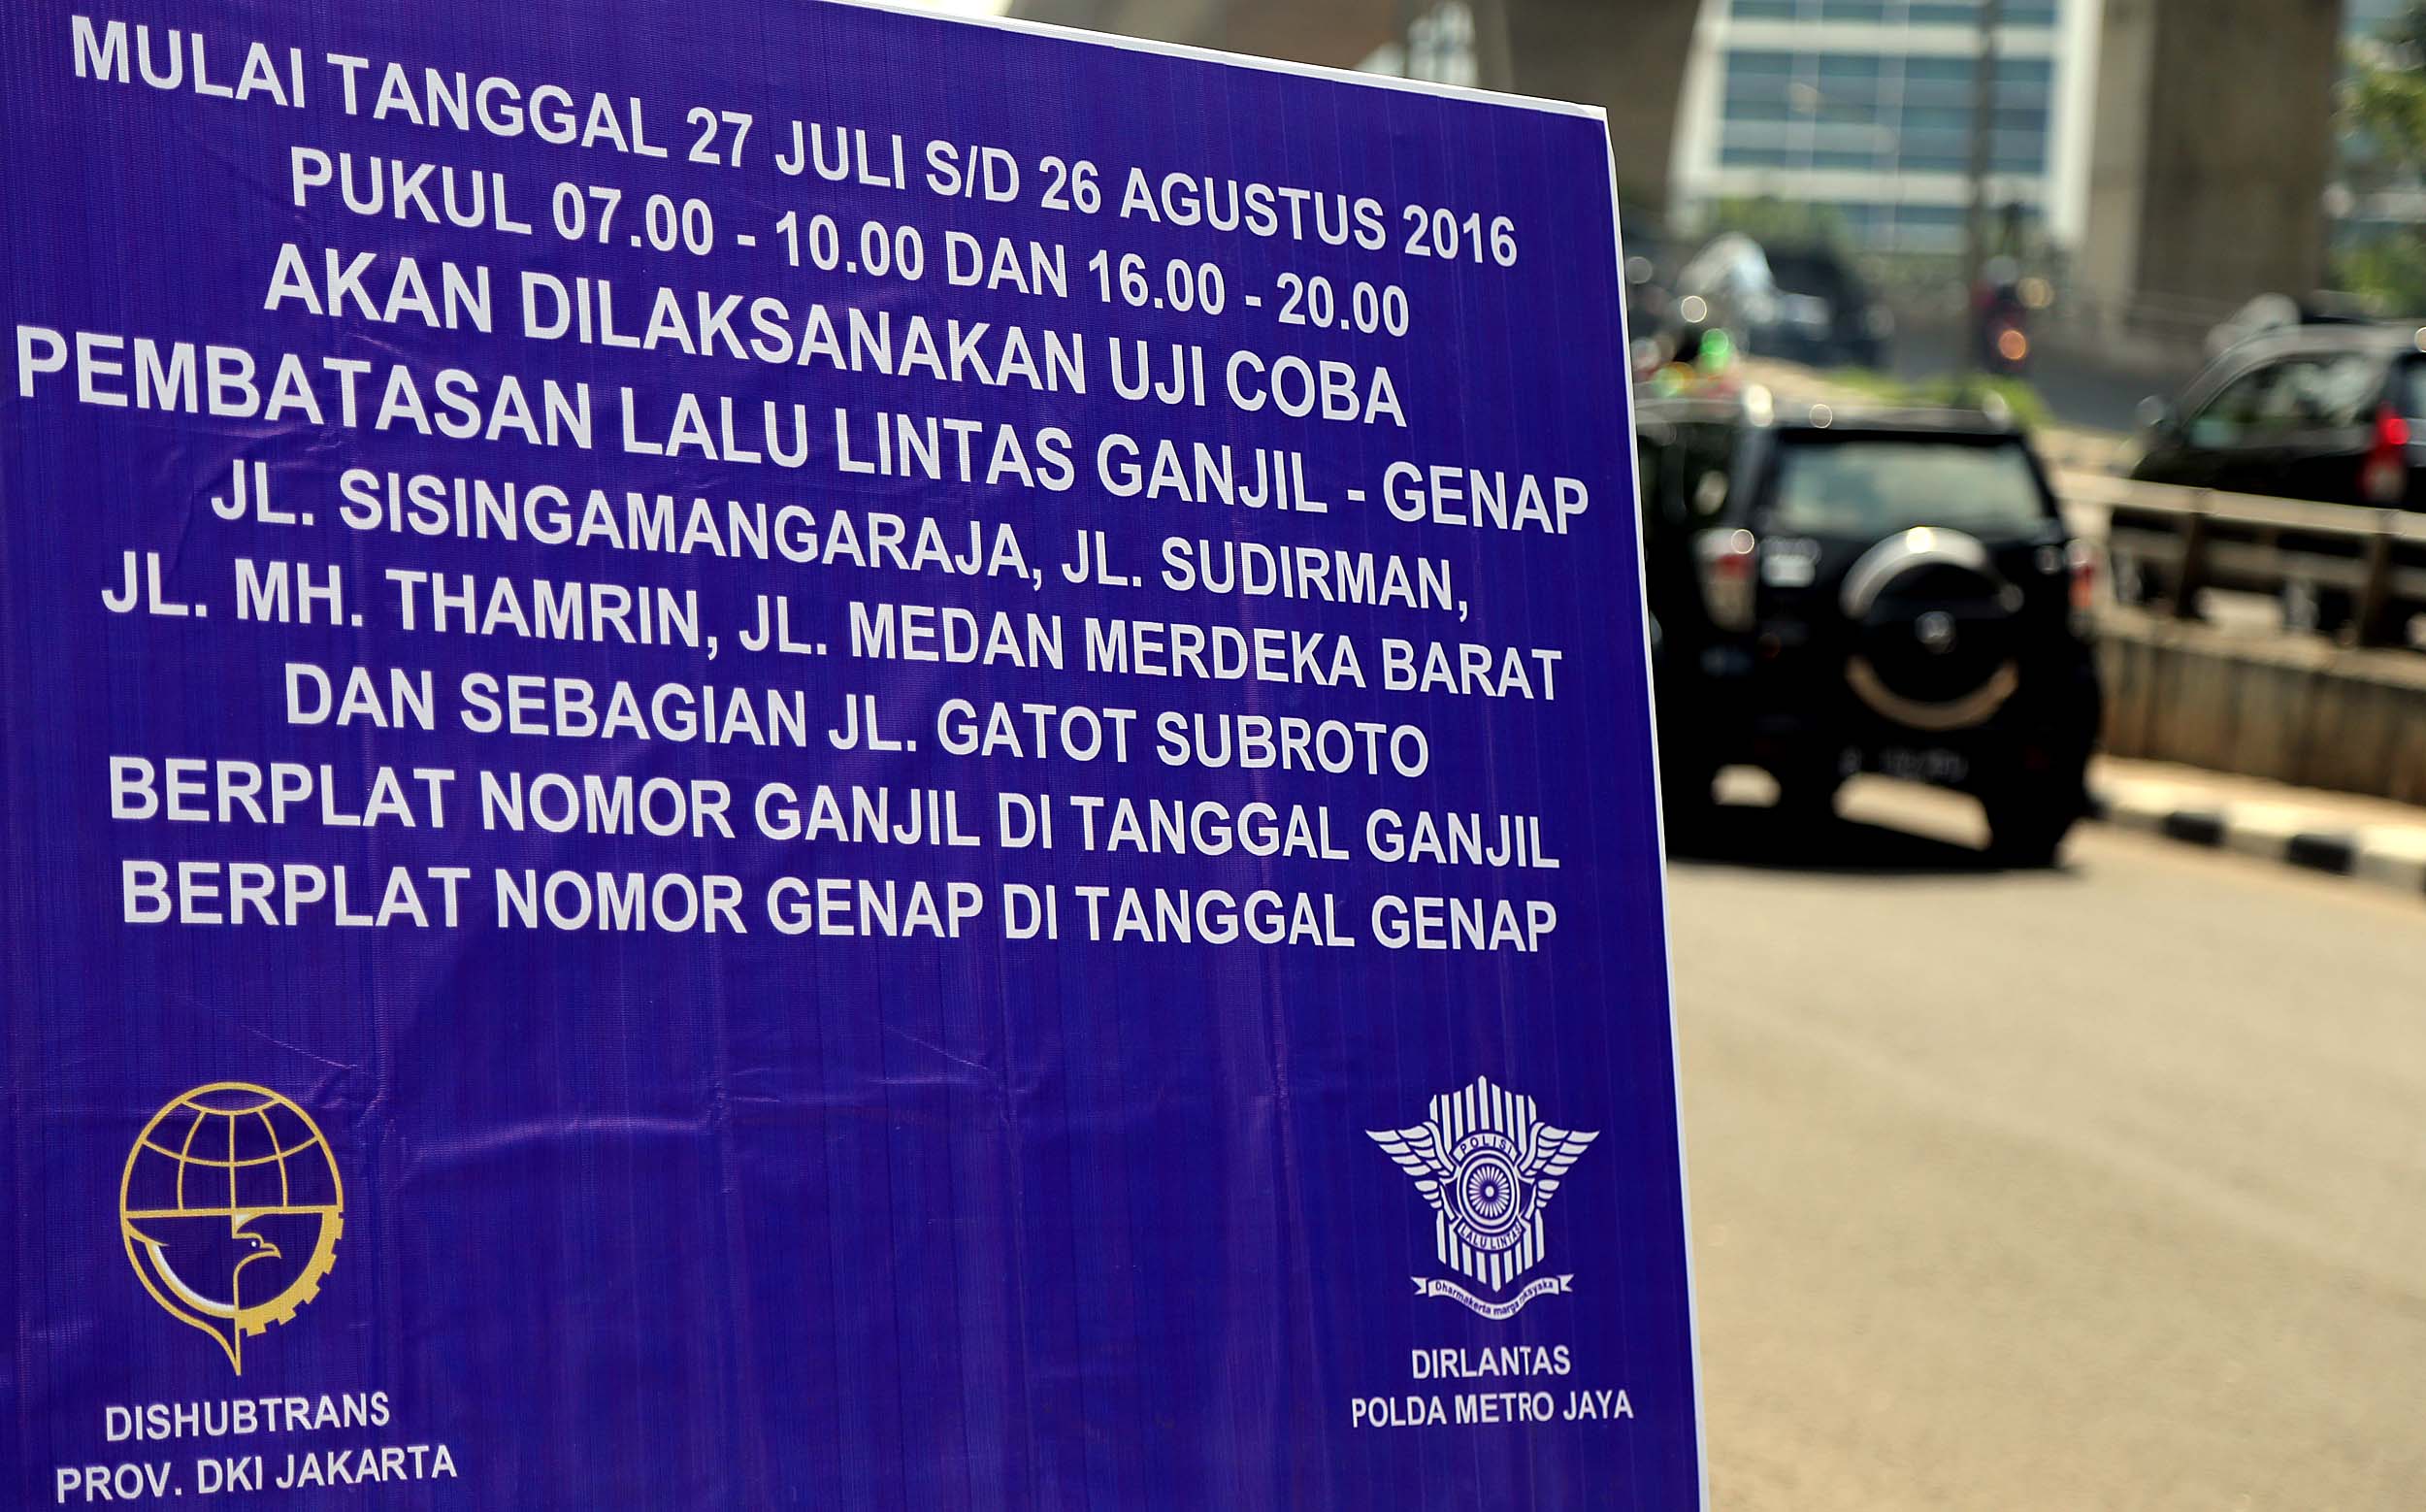 MULAI TANGGAL 27 JULI S/D 26 AGUSTUS 2016
PUKUL 07.00 - 10.00 DAN 16.00 - 20.00
AKAN DILAKSANAKAN UJI COBA
PEMBATASAN LALU LINTAS GANJIL - GENAP
JL. SISINGAMANGARAJA, JL. SUDIRMAN,
JL. MH. THAMRIN, JL. MEDAN MERDEKA BARAT
DAN SEBAGIAN JL. GATOT SUBROTO
BERPLAT NOMOR GANJIL DI TANGGAL GANJIL
BERPLAT NOMOR GENAP DI TANGGAL GENAP
DISHUBTRANS
PROV. DKI JAKARTA
POLISI
LALU LINTAS
Dharmakerta marga
DIRLANTAS
POLDA METRO JAYA